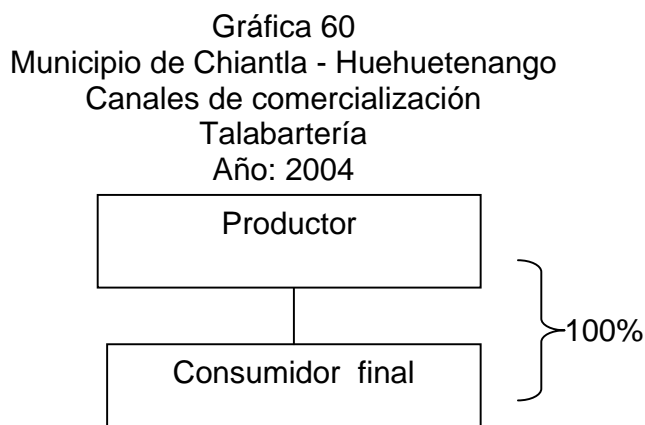 Gráfica 60
Municipio de Chiantla - Huehuetenango
Canales de comercialización
Talabartería
Año: 2004
Productor
100%
Consumidor final